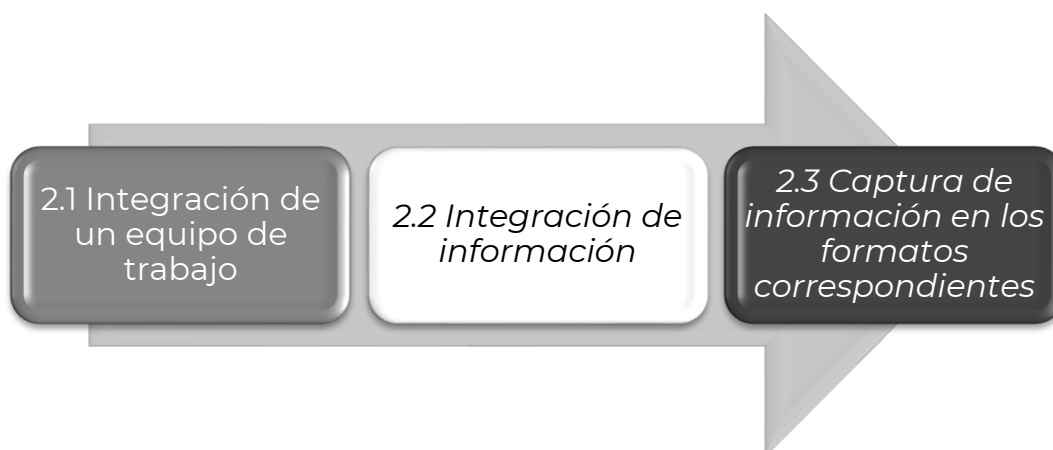 2.1 Integración de
un equipo de
trabajo
2.2 Integración de
información
2.3 Captura de
información en los
formatos
correspondientes